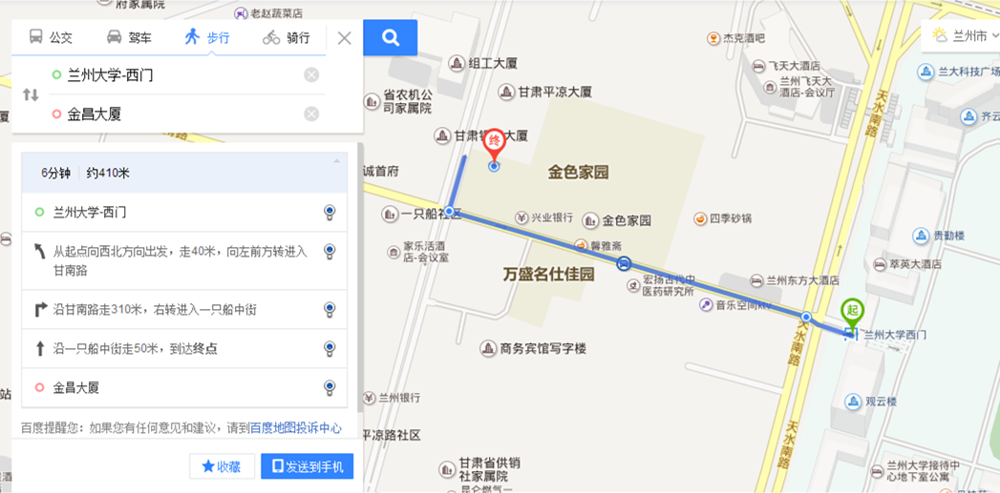 公交
驾车
步行
骑行
兰州大学-西门
金昌大厦
6分钟
约410米
兰州大学-西门
从起点向西北方向出发，走40米，向左前方转进入
甘南路
沿甘南路走310米，右转进入一只船中街
沿一只船中街走50米，到达终点
金昌大厦
百度提醒您：如果您有任何意见和建议，请到百度地图投诉中心
收藏
发送到手机
府家属院
老赵蔬菜店
杰克酒吧
兰州市
组工大厦
飞天大酒店
兰大科技广场
省农机公
司家属院
甘肃平凉大厦
兰州飞天大
酒店-会议厅
天水南路
齐云
甘肃
大厦
终
诚首府
金色家园
一只船社区
兴业银行
金色家园
四季砂锅
贵勤楼
家乐活酒
店-会议室
馨雅斋
萃英大酒店
万盛名仕佳园
宏扬古代中
医药研究所
兰州东方大酒店
音乐空间ktv
起
天水南路
兰州大学西门
商务宾馆写字楼
兰州银行
观云楼
平凉路社区
天水南路
甘肃省供销
社家属院
兰州大学接待中
心地下室公寓
昆仑燃气一
站